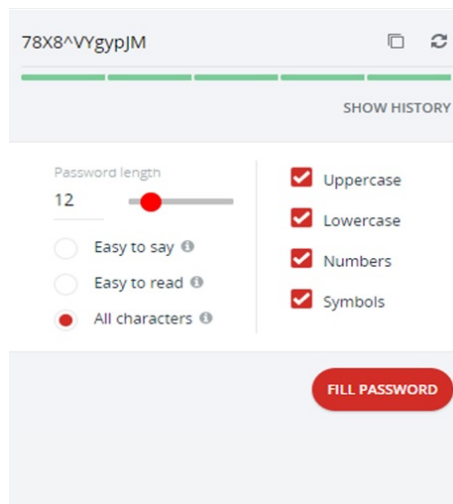 78X8^VYgypJM
SHOW HISTORY
Password length
12
Easy to say
Easy to read
All characters
Uppercase
Lowercase
Numbers
Symbols
FILL PASSWORD